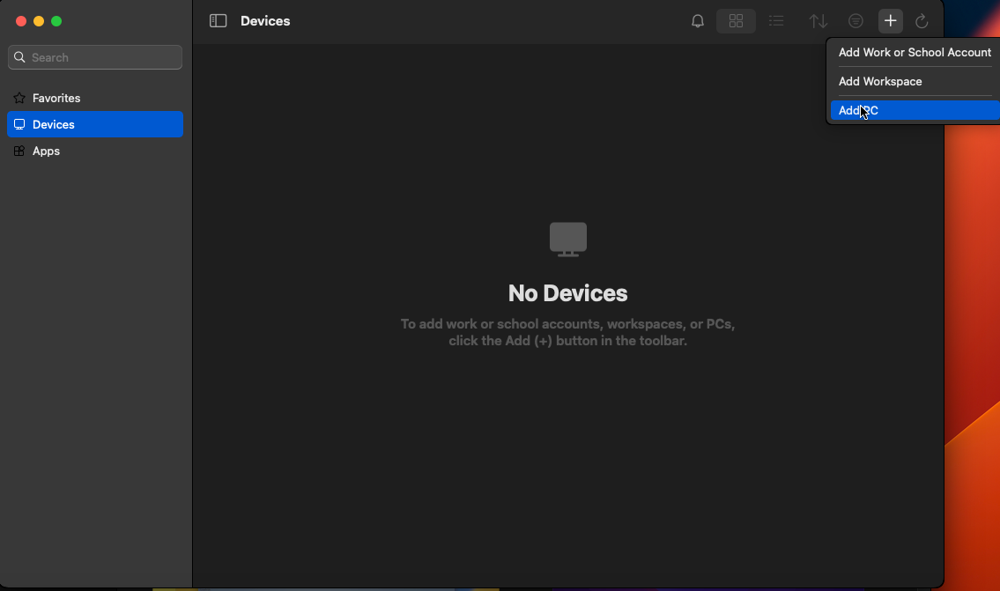 Devices
Search
Favorites
Devices
Apps
Add Work or School Account
Add Workspace
Add PC
No Devices
To add work or school accounts, workspaces, or PCs,
click the Add (+) button in the toolbar.